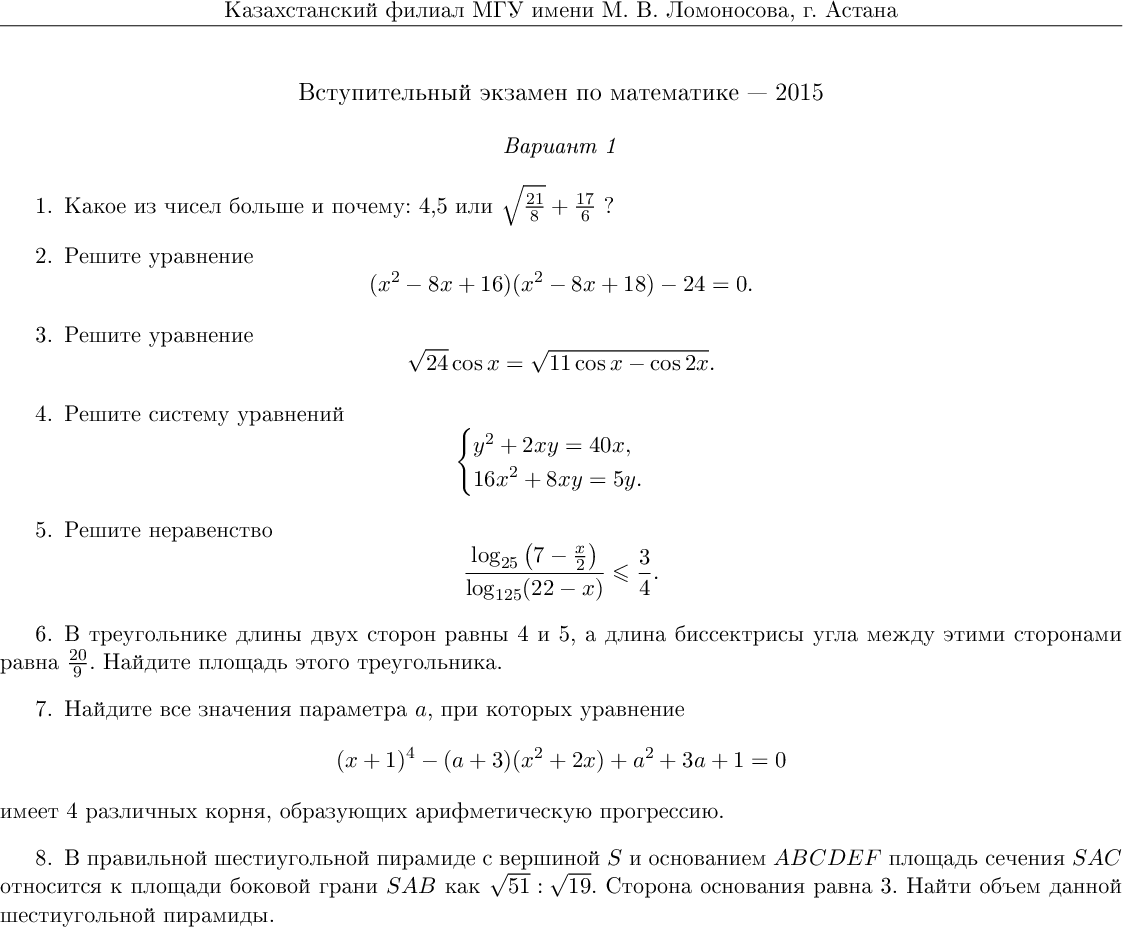 Казахстанский филиал МГУ имени М. В. Ломоносова, г. Астана
Вступительный экзамен по математике — 2015
Вариант 1
1. Какое из чисел больше и почему: 4,5 или $\sqrt{\frac{21}{8}} + \frac{17}{6}$ ?
2. Решите уравнение
$(x^2 - 8x + 16)(x^2 - 8x + 18) - 24 = 0.$
3. Решите уравнение
$\sqrt{24} \cos x = \sqrt{11 \cos x - \cos 2x}.$
4. Решите систему уравнений
$\begin{cases} y^2 + 2xy = 40x, \\ 16x^2 + 8xy = 5y. \end{cases}$
5. Решите неравенство
$\frac{\log_{25}\left(7 - \frac{x}{2}\right)}{\log_{125}(22 - x)} \leqslant \frac{3}{4}.$
6. В треугольнике длины двух сторон равны 4 и 5, а длина биссектрисы угла между этими сторонами
равна $\frac{20}{9}$. Найдите площадь этого треугольника.
7. Найдите все значения параметра $a$, при которых уравнение
$(x + 1)^4 - (a + 3)(x^2 + 2x) + a^2 + 3a + 1 = 0$
имеет 4 различных корня, образующих арифметическую прогрессию.
8. В правильной шестиугольной пирамиде с вершиной $S$ и основанием $ABCDEF$ площадь сечения $SAC$
относится к площади боковой грани $SAB$ как $\sqrt{51} : \sqrt{19}$. Сторона основания равна 3. Найти объем данной
шестиугольной пирамиды.